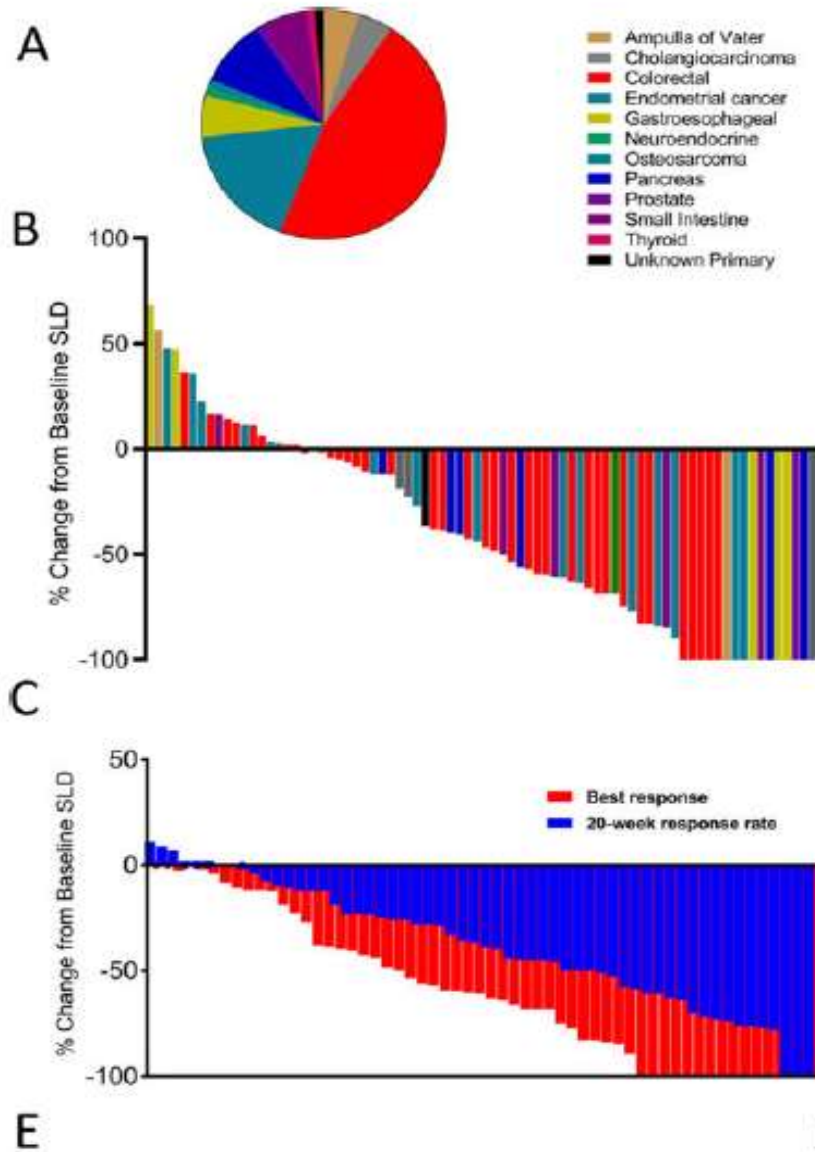 A
Ampulla of Vater
Cholangiocarcinoma
Colorectal
Endometrial cancer
Gastroesophageal
Neuroendocrine
Osteosarcoma
Pancreas
Prostate
Small Intestine
Thyroid
Unknown Primary
B
100
50
0
-50
-100
% Change from Baseline SLD
C
50
0
-50
-100
% Change from Baseline SLD
Best response
20-week response rate
E